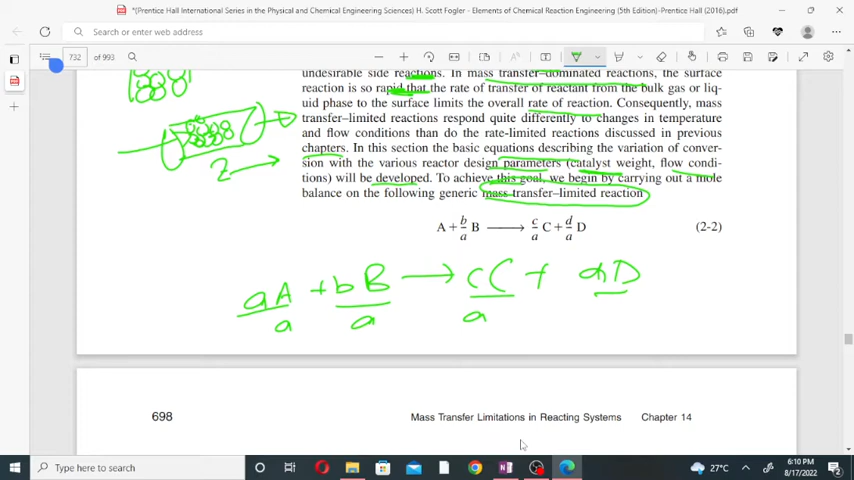 *(Prentice Hall International Series in the Physical and Chemical Engineering Sciences) H. Scott Fogler - Elements of Chemical Reaction Engineering (5th Edition)-Prentice Hall (2016).pdf
Search
732 of 993
undesirable side reactions. In mass transfer–dominated reactions, the surface
reaction is so rapid that the rate of transfer of reactant from the bulk gas or liq-
uid phase to the surface limits the overall rate of reaction. Consequently, mass
transfer–limited reactions respond quite differently to changes in temperature
and flow conditions than do the rate-limited reactions discussed in previous
chapters. In this section the basic equations describing the variation of conver-
sion with the various reactor design parameters (catalyst weight, flow condi-
tions) will be developed. To achieve this goal, we begin by carrying out a mole
balance on the following generic mass transfer–limited reaction
z
A + b/a B → c/a C + d/a D (2-2)
aA/a + bB/a → cC/a + dD
698 Mass Transfer Limitations in Reacting Systems Chapter 14
Type here to search
27°C
6:10 PM
8/17/2022